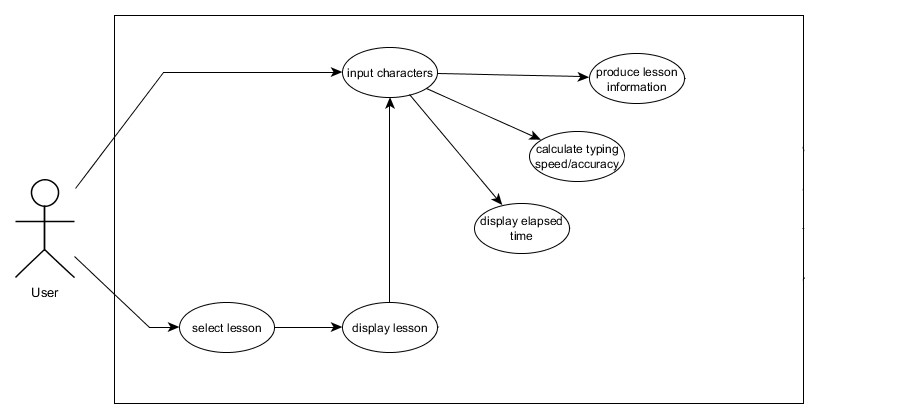 input characters
produce lesson
information
calculate typing
speed/accuracy
display elapsed
time
User
select lesson
display lesson